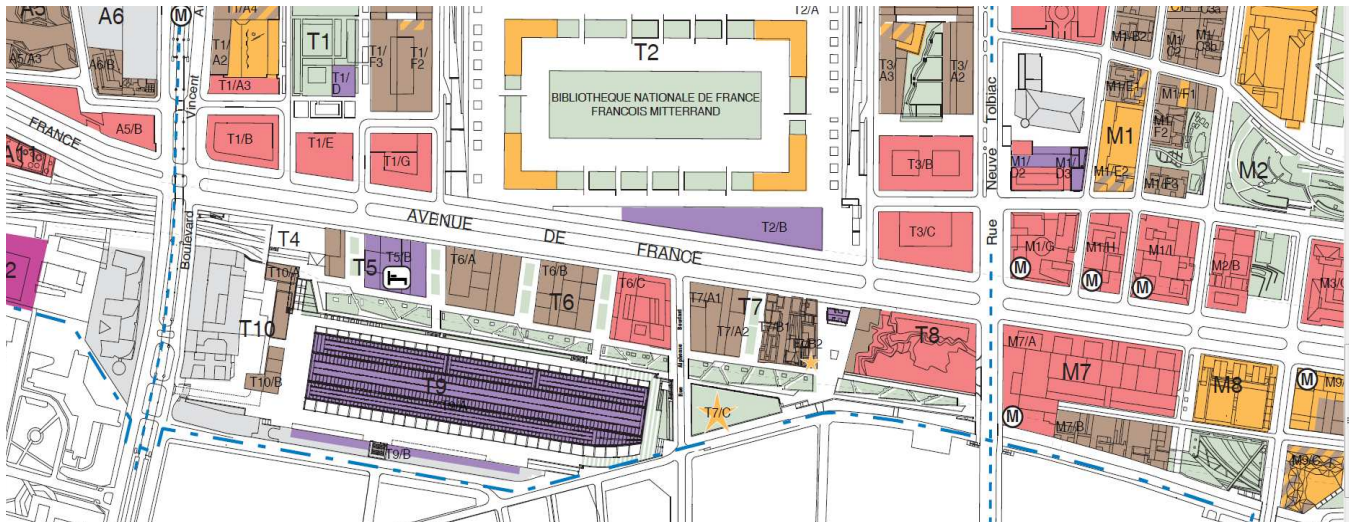 A5
A6
M
T1/A4
T1
T2
T2/A
A5/A3
A6/B
T1/
A2
T1/
F3
T1/
F2
T1/
D
T1/A3
Vincent
BIBLIOTHEQUE NATIONALE DE FRANCE
FRANCOIS MITTERRAND
T3/
A3
T3/
A2
Tolbiac
M1/B2
M1/
C2
M1/
C3b
M1/E
M1/F1
FRANCE
A5/B
T1/B
T1/E
T1/G
T3/B
Neuve
M1/
D2
M1/
D3
M1
M1/
F2
M1/E2
M1/F3
M2
AVENUE DE FRANCE
T2/B
T3/C
Rue
M1/G
M1/H
M1/I
M2/B
M
M
M
Boulevard
2
T4
T10/A
T5
T5/B
T6/A
T6/B
T6
T6/C
T7/A1
T7
T7/A2
T7/B1
T8
T10
T10/B
T9
T9/B
T7/C
M7/A
M7
M
M7/B
M8
M
M9/C